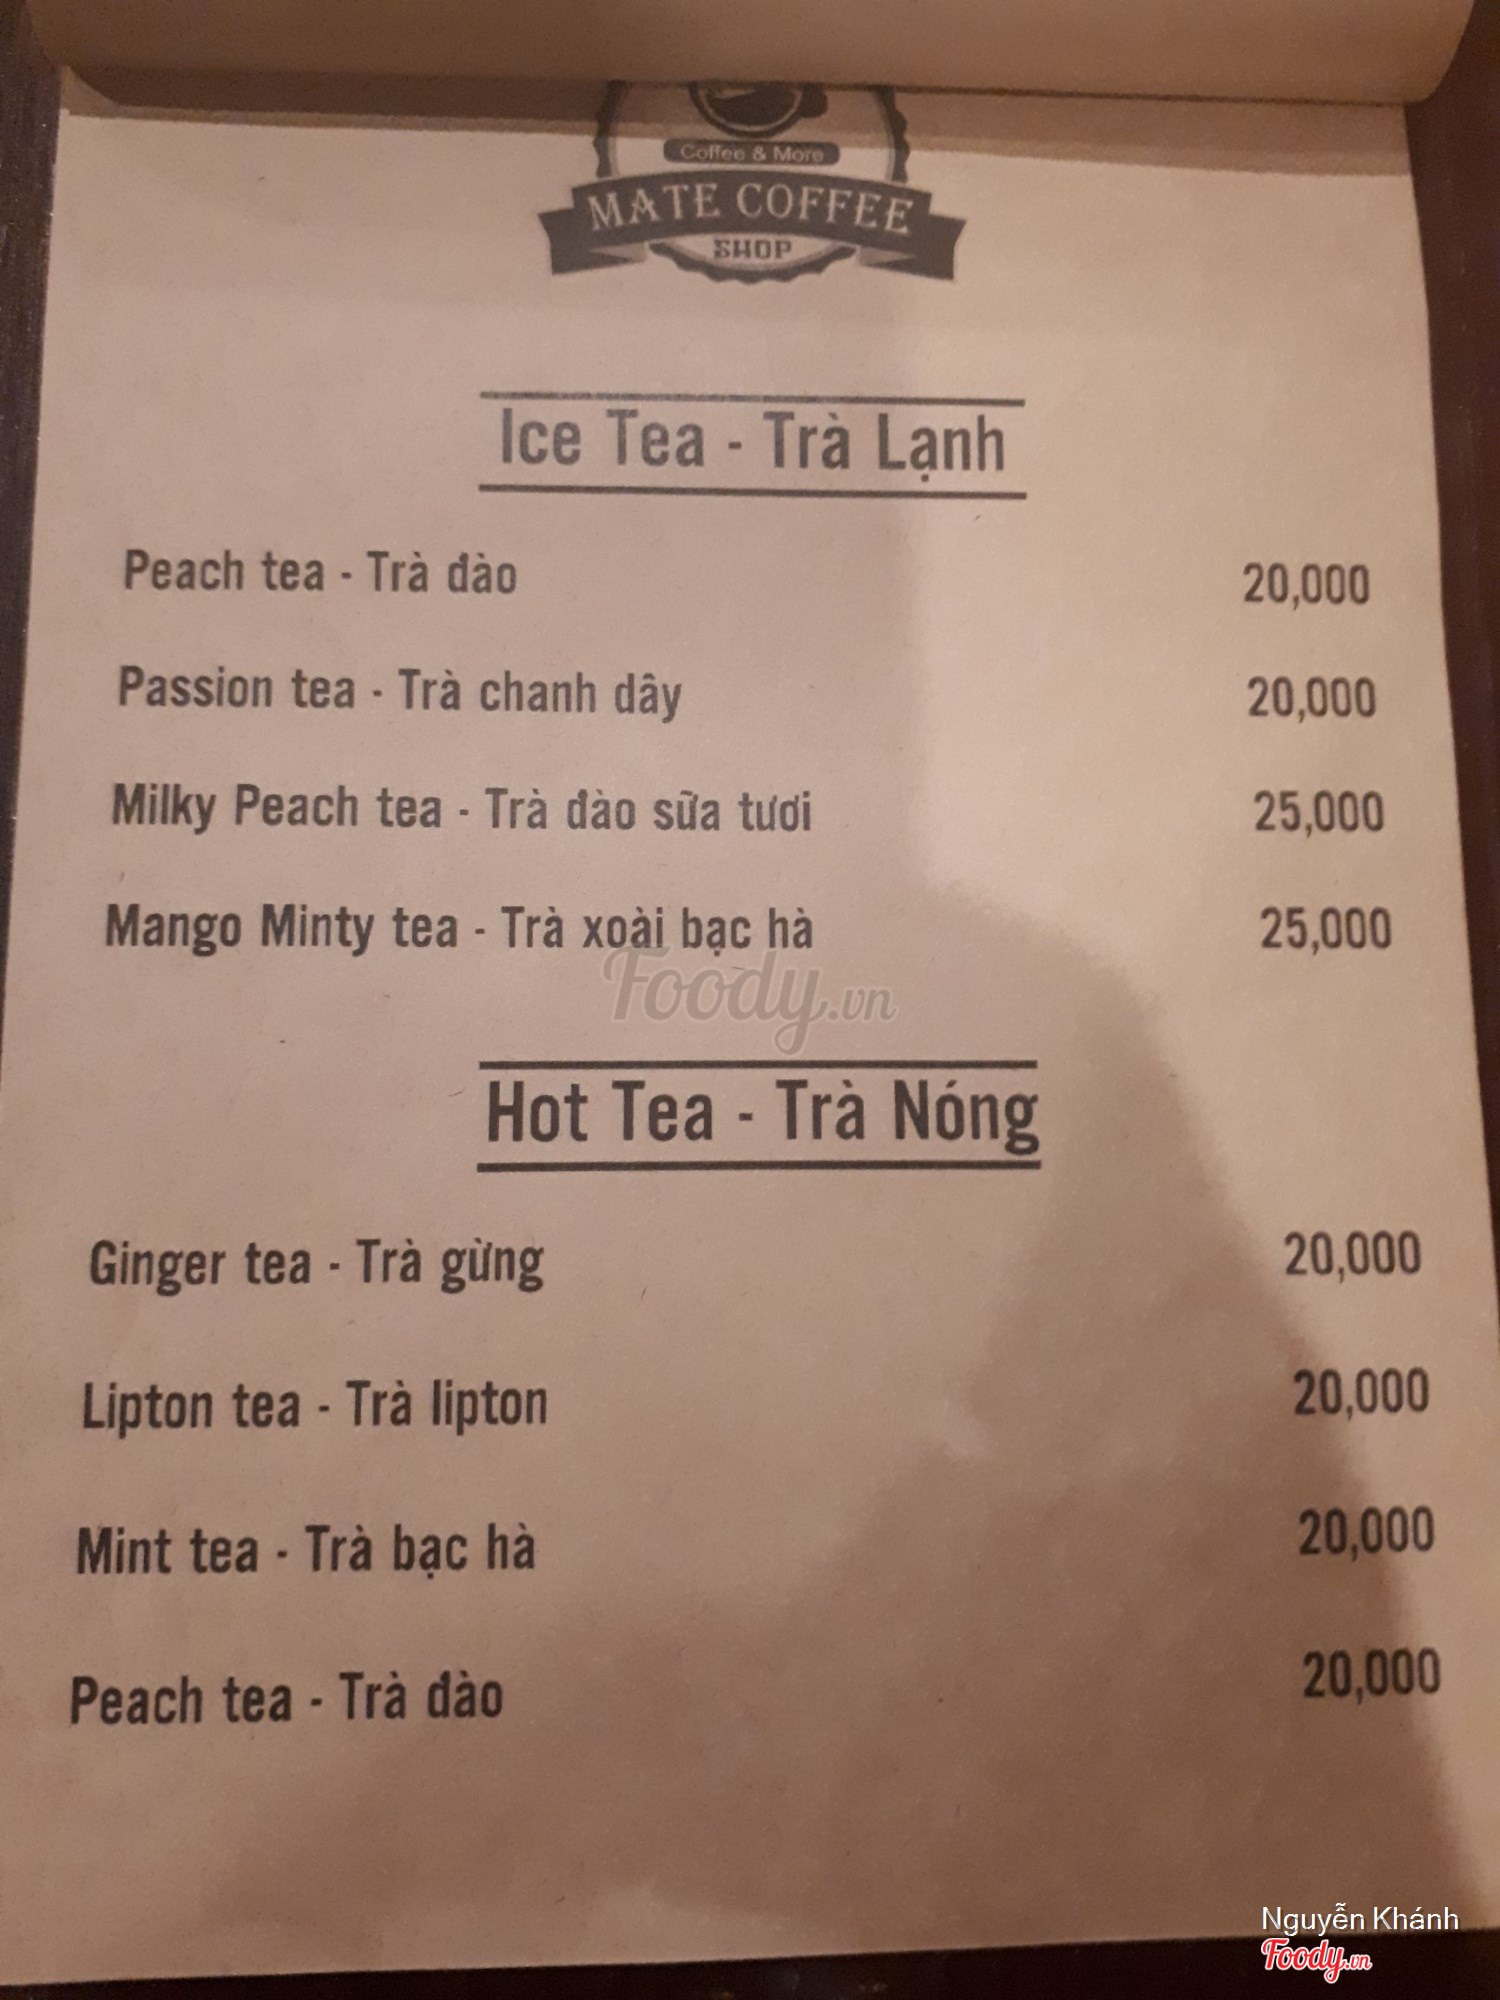 Coffee & More
MATE COFFEE
SHOP
Ice Tea - Trà Lạnh
Peach tea - Trà đào 20,000
Passion tea - Trà chanh dây 20,000
Milky Peach tea - Trà đào sữa tươi 25,000
Mango Minty tea - Trà xoài bạc hà 25,000
Foody.vn
Hot Tea - Trà Nóng
Ginger tea - Trà gừng 20,000
Lipton tea - Trà lipton 20,000
Mint tea - Trà bạc hà 20,000
Peach tea - Trà đào 20,000
Nguyễn Khánh
Foody.vn